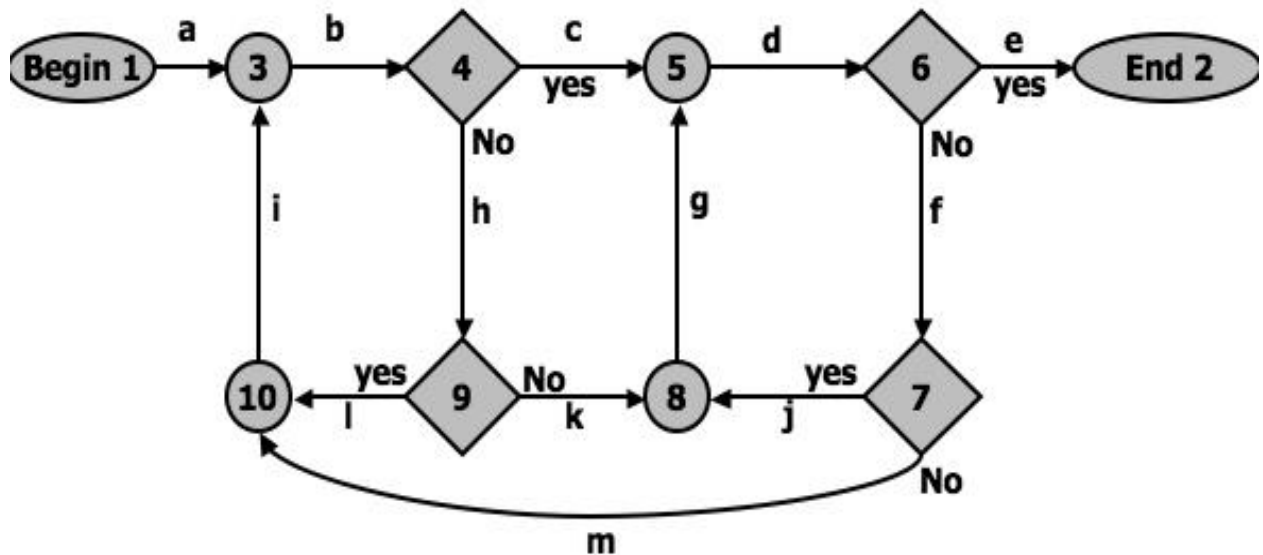 a b c d e
Begin 1 3 4 5 6 End 2
yes yes
No No
i h g f
yes No yes
10 9 8 7
l k j
No
m